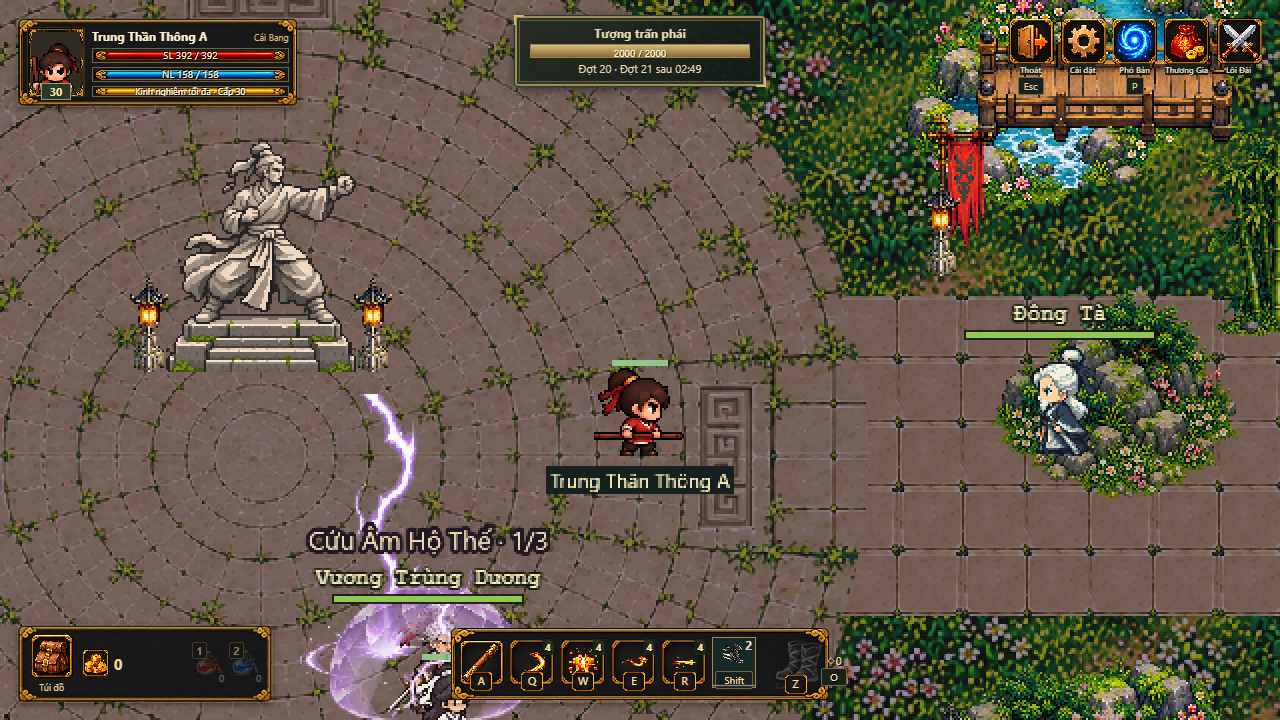 Trung Thần Thông A
Cái Bang
SL 392 / 392
NL 158 / 158
30
Kinh nghiệm tối đa - Cấp 30
Tượng trấn phái
2000 / 2000
Đợt 20 · Đợt 21 sau 02:49
Thoát
Cài đặt
Phó Bản
Thương Gia
Lôi Đài
Esc
P
Đông Tà
Trung Thần Thông A
Cửu Âm Hộ Thể · 1/3
Vương Trùng Dương
0
1
2
0
0
Túi đồ
4
4
4
4
2
A
Q
W
E
R
Shift
Z
0
O